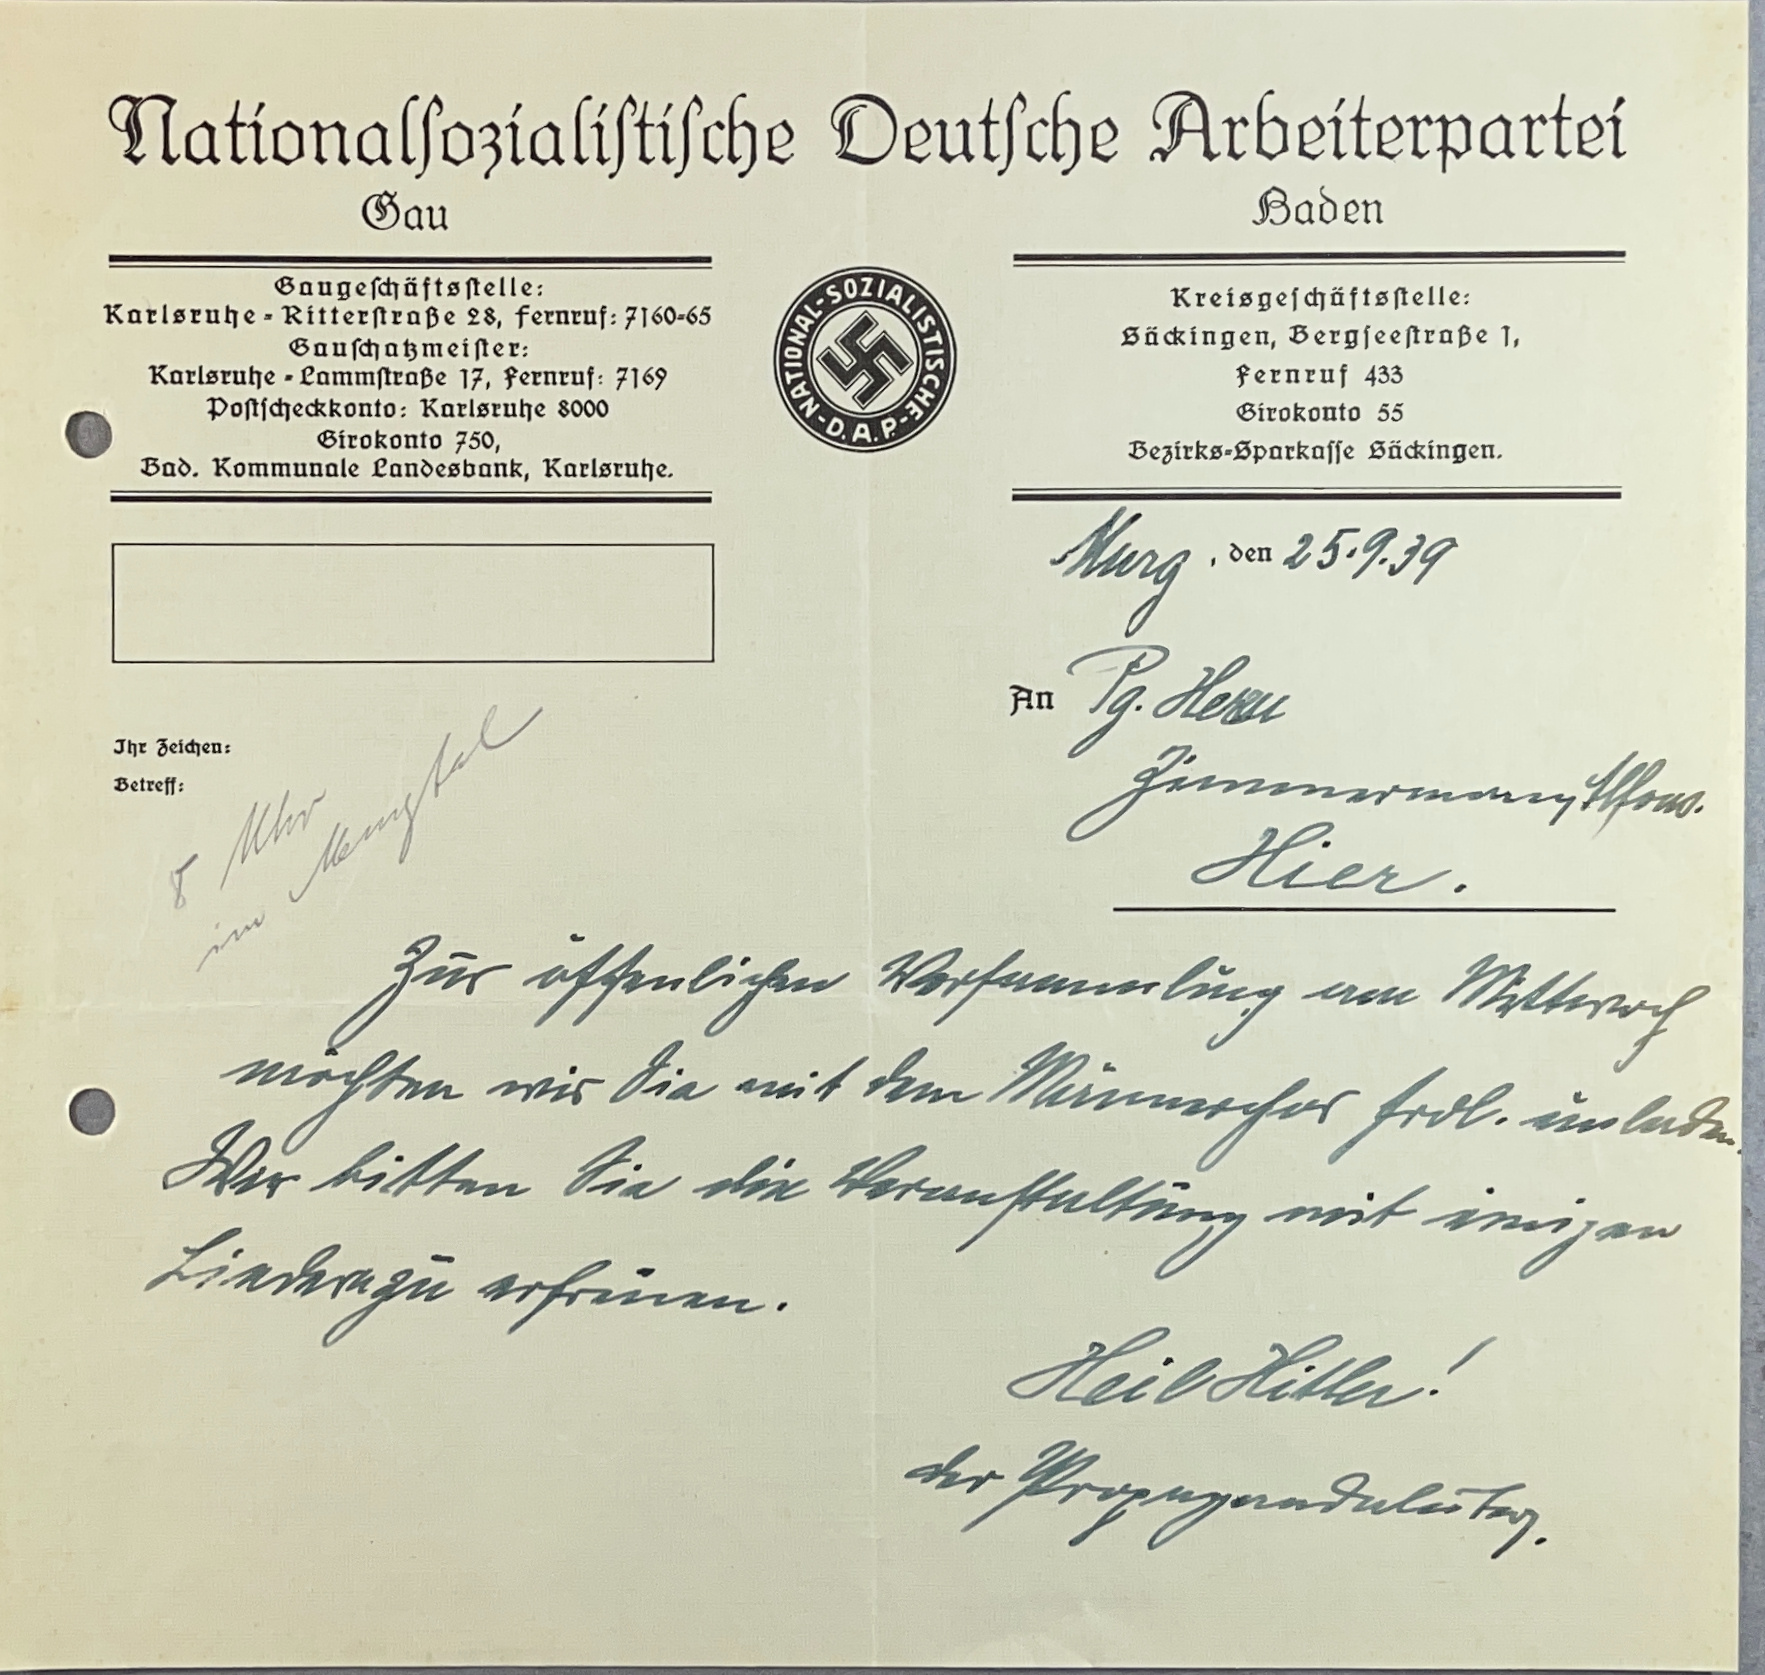 Nationalsozialistische Deutsche Arbeiterpartei
Gau Baden
Gaugeschäftsstelle:
Karlsruhe - Ritterstraße 28, Fernruf: 7160-65
Gauschatzmeister:
Karlsruhe - Lammstraße 17, Fernruf: 7169
Postscheckkonto: Karlsruhe 8000
Girokonto 750,
Bad. Kommunale Landesbank, Karlsruhe.
NATIONAL-SOZIALISTISCHE-D.A.P.-
Kreisgeschäftsstelle:
Säckingen, Bergseestraße 1,
Fernruf 433
Girokonto 55
Bezirks-Sparkasse Säckingen.
Murg, den 25.9.39
An Pg. Herrn
Zimmermann Alfons.
Hier.
Ihr Zeichen:
Betreff:
8 Uhr
im Murgtal
Zur öffenlichen Versammlung am Mittwoch
möchten wir Sie mit dem Männerchor frdl. einladen.
Wir bitten Sie die Veranstaltung mit einigen
Liedern zu erfreuen.
Heil Hitler!
der Propagandaleiter.